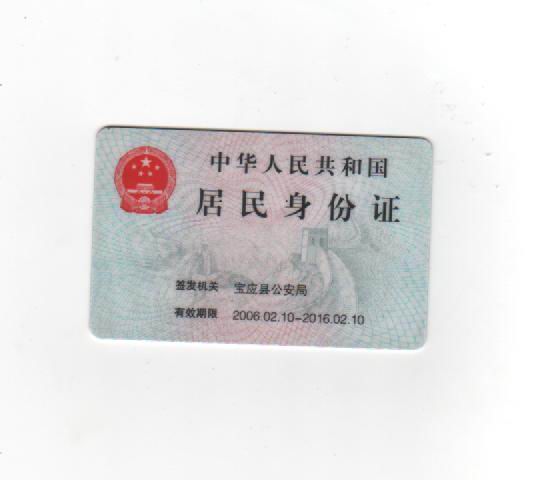 中华人民共和国
居民身份证
签发机关 宝应县公安局
有效期限 2006.02.10-2016.02.10